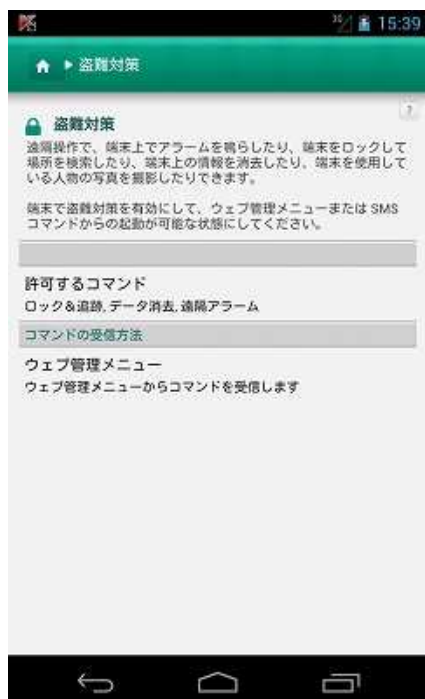 15:39
盗難対策
盗難対策
遠隔操作で、端末上でアラームを鳴らしたり、端末をロックして
場所を検索したり、端末上の情報を消去したり、端末を使用して
いる人物の写真を撮影したりできます。
端末で盗難対策を有効にして、ウェブ管理メニューまたは SMS
コマンドからの起動が可能な状態にしてください。
許可するコマンド
ロック&追跡, データ消去, 遠隔アラーム
コマンドの受信方法
ウェブ管理メニュー
ウェブ管理メニューからコマンドを受信します